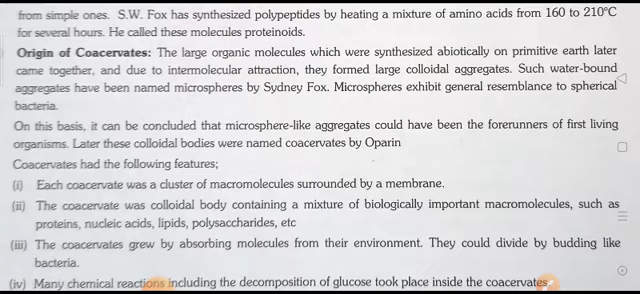 from simple ones. S.W. Fox has synthesized polypeptides by heating a mixture of amino acids from 160 to 210°C
for several hours. He called these molecules proteinoids.
Origin of Coacervates: The large organic molecules which were synthesized abiotically on primitive earth later
came together, and due to intermolecular attraction, they formed large colloidal aggregates. Such water-bound
aggregates have been named microspheres by Sydney Fox. Microspheres exhibit general resemblance to spherical
bacteria.
On this basis, it can be concluded that microsphere-like aggregates could have been the forerunners of first living
organisms. Later these colloidal bodies were named coacervates by Oparin
Coacervates had the following features;
(i) Each coacervate was a cluster of macromolecules surrounded by a membrane.
(ii) The coacervate was colloidal body containing a mixture of biologically important macromolecules, such as
proteins, nucleic acids, lipids, polysaccharides, etc
(iii) The coacervates grew by absorbing molecules from their environment. They could divide by budding like
bacteria.
(iv) Many chemical reactions including the decomposition of glucose took place inside the coacervates